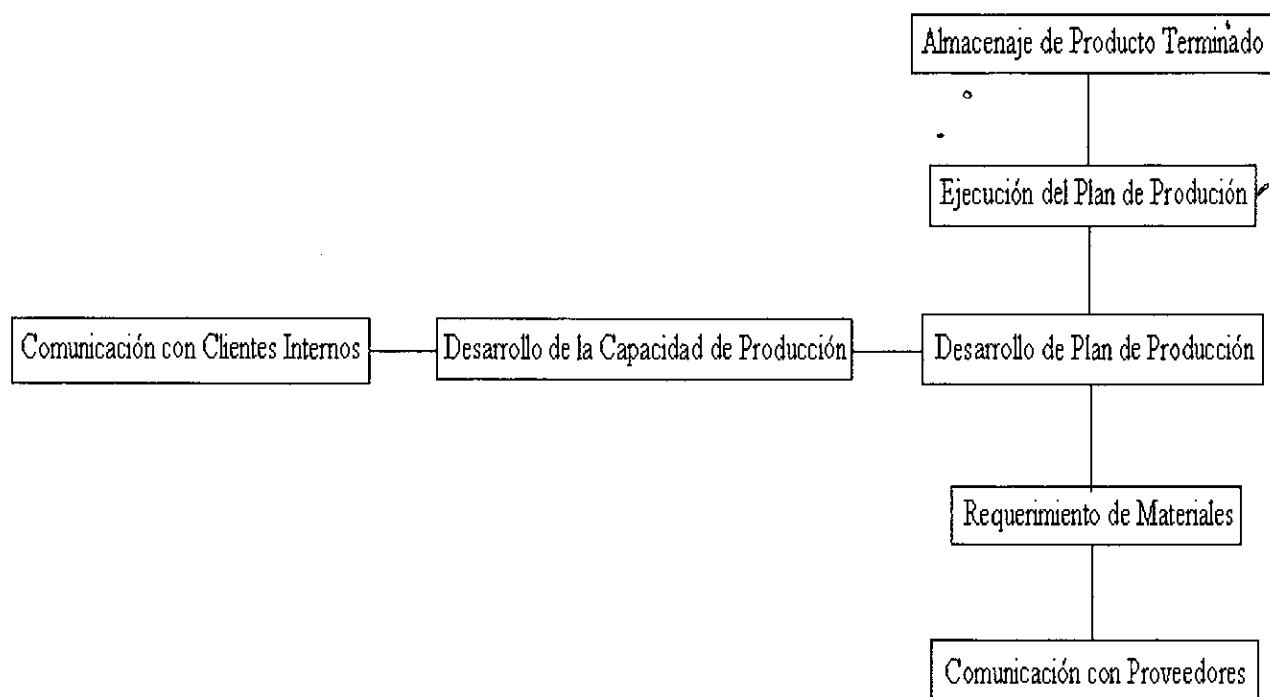 Almacenaje de Producto Terminado
Ejecución del Plan de Produción
Comunicación con Clientes Internos
Desarrollo de la Capacidad de Producción
Desarrollo de Plan de Producción
Requerimiento de Materiales
Comunicación con Proveedores